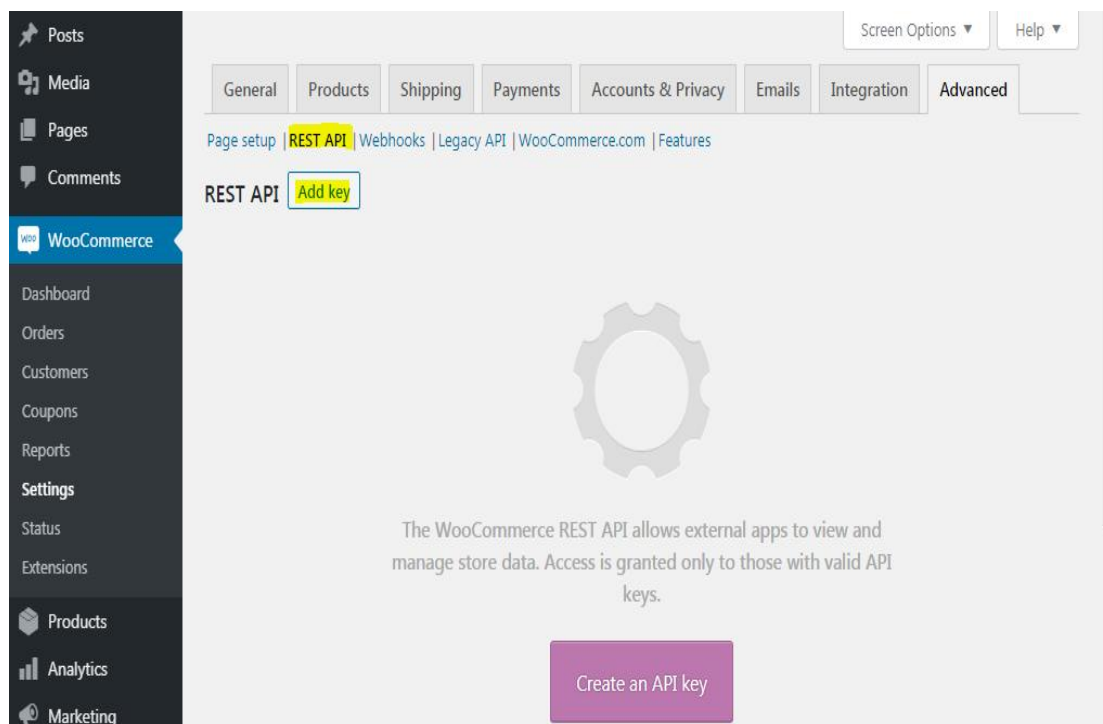 Posts
Media
Pages
Comments
WOO WooCommerce
Dashboard
Orders
Customers
Coupons
Reports
Settings
Status
Extensions
Products
Analytics
Marketing
Screen Options ▼ Help ▼
General Products Shipping Payments Accounts & Privacy Emails Integration Advanced
Page setup | REST API | Webhooks | Legacy API | WooCommerce.com | Features
REST API Add key
The WooCommerce REST API allows external apps to view and
manage store data. Access is granted only to those with valid API
keys.
Create an API key